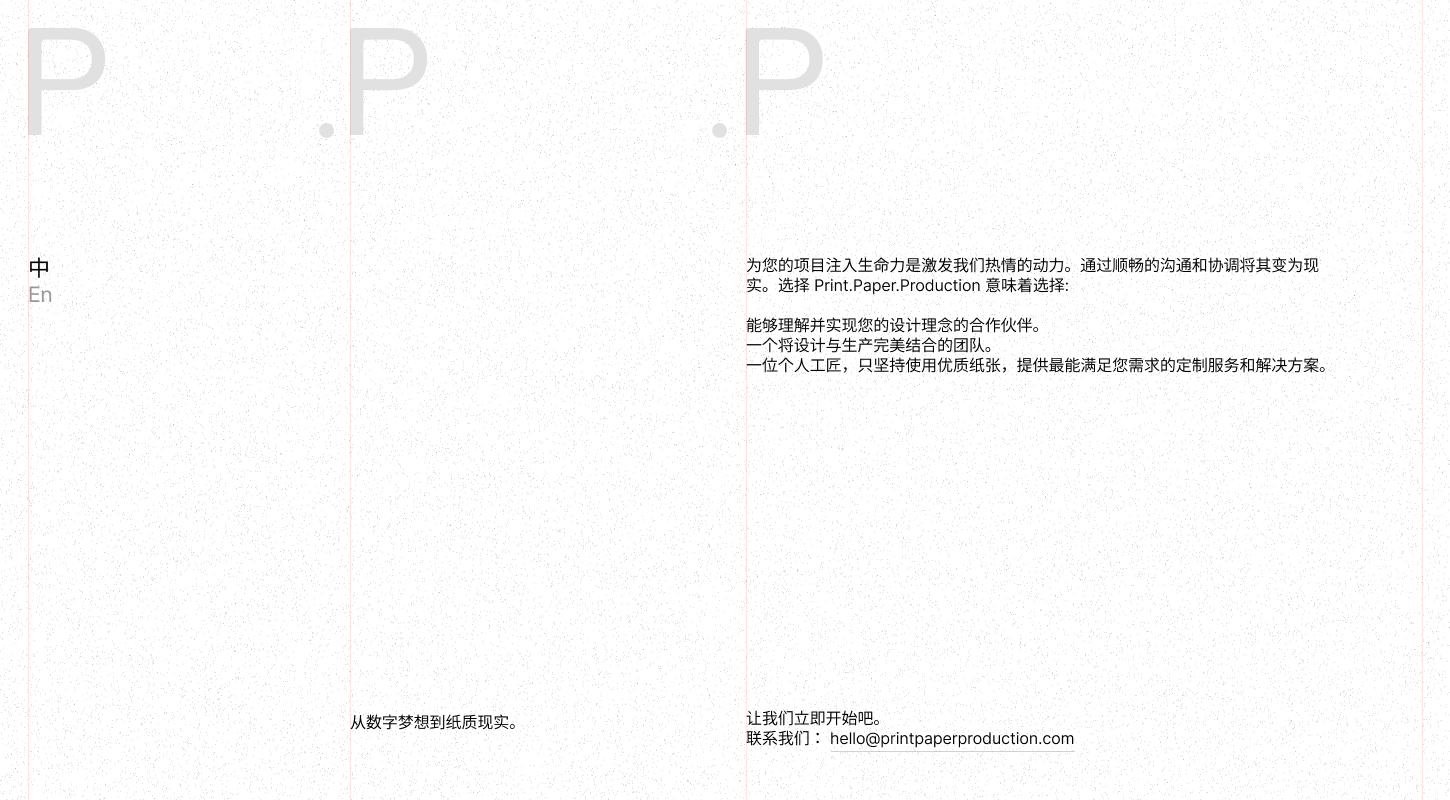 P .P .P
中
En
为您的项目注入生命力是激发我们热情的动力。通过顺畅的沟通和协调将其变为现
实。选择 Print.Paper.Production 意味着选择:
能够理解并实现您的设计理念的合作伙伴。
一个将设计与生产完美结合的团队。
一位个人工匠，只坚持使用优质纸张，提供最能满足您需求的定制服务和解决方案。
从数字梦想到纸质现实。
让我们立即开始吧。
联系我们： hello@printpaperproduction.com